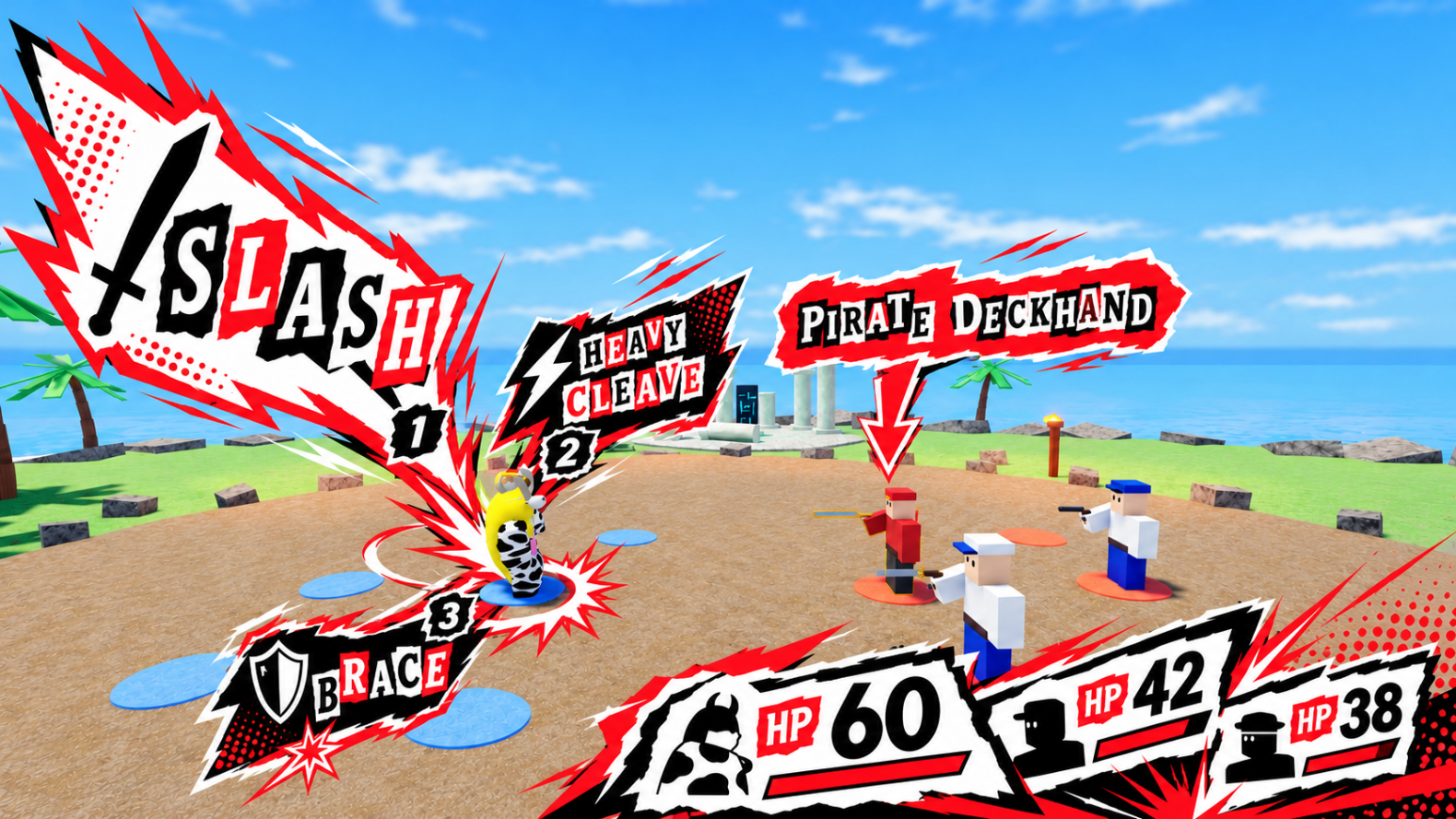 SLASH
1
HEAVY
CLEAVE
2
PIRATE DECKHAND
3
BRACE
HP 60
HP 42
HP 38